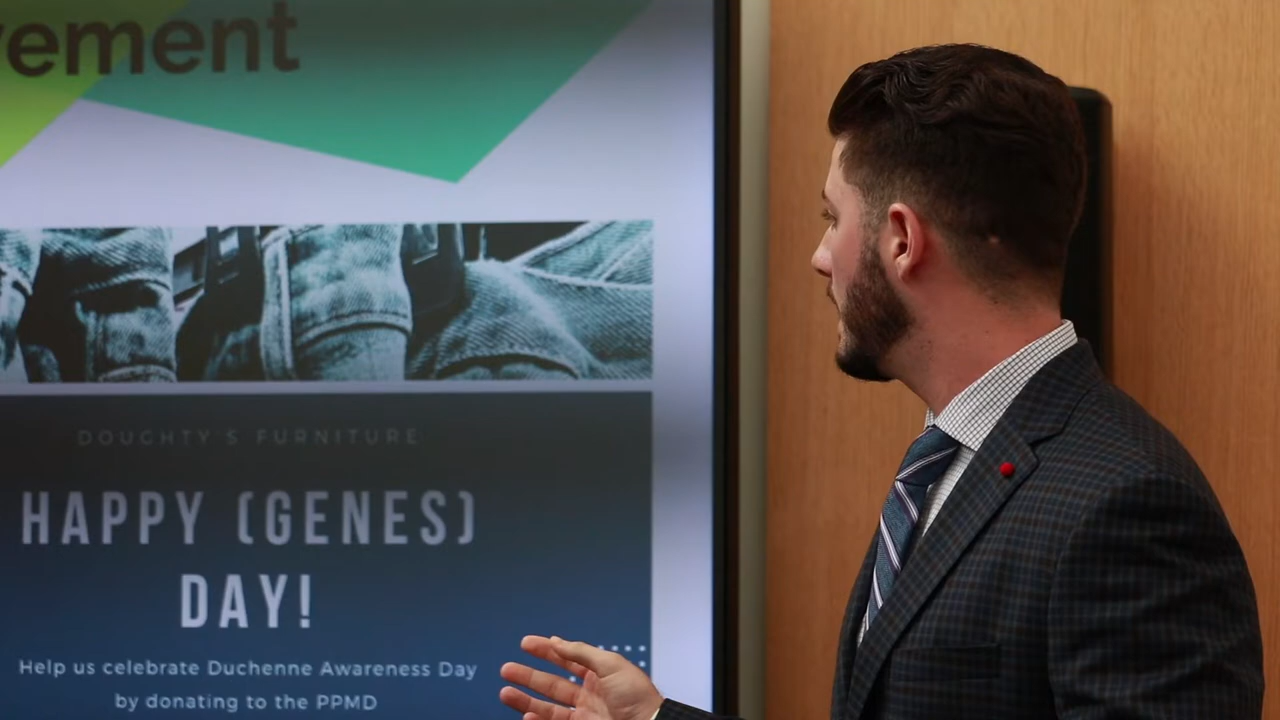 vement
DOUGHTY'S FURNITURE
HAPPY (GENES)
DAY!
Help us celebrate Duchenne Awareness Day
by donating to the PPMD